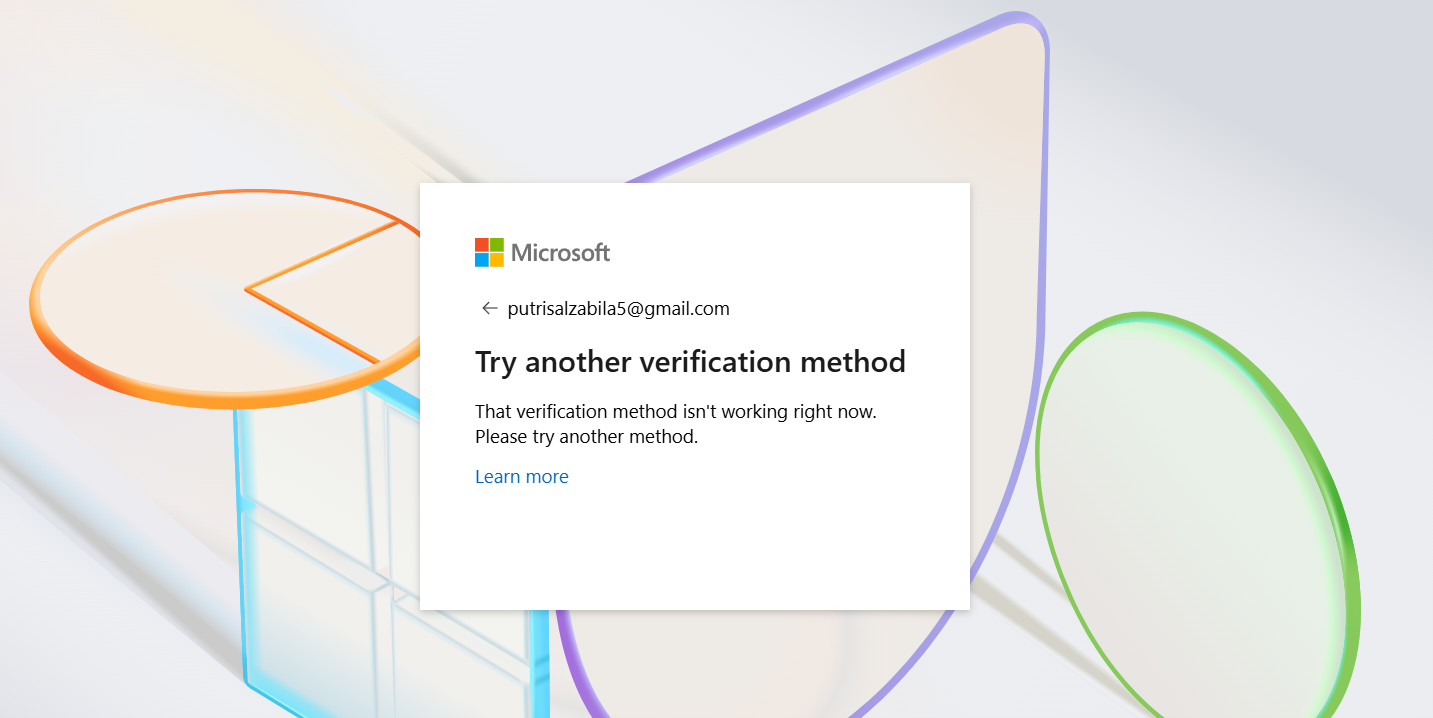 Microsoft
← putrisalzabila5@gmail.com
Try another verification method
That verification method isn't working right now.
Please try another method.
Learn more